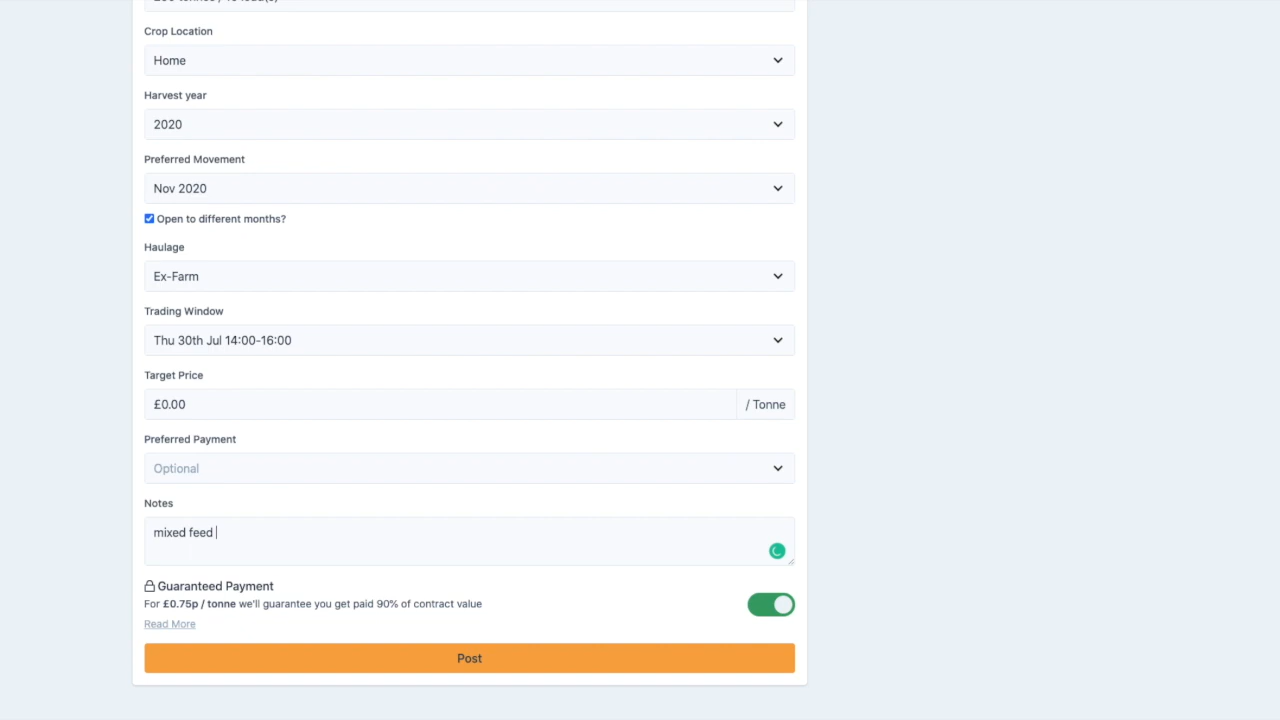 Crop Location
Home
Harvest year
2020
Preferred Movement
Nov 2020
Open to different months?
Haulage
Ex-Farm
Trading Window
Thu 30th Jul 14:00-16:00
Target Price
£0.00 / Tonne
Preferred Payment
Optional
Notes
mixed feed
Guaranteed Payment
For £0.75p / tonne we'll guarantee you get paid 90% of contract value
Read More
Post